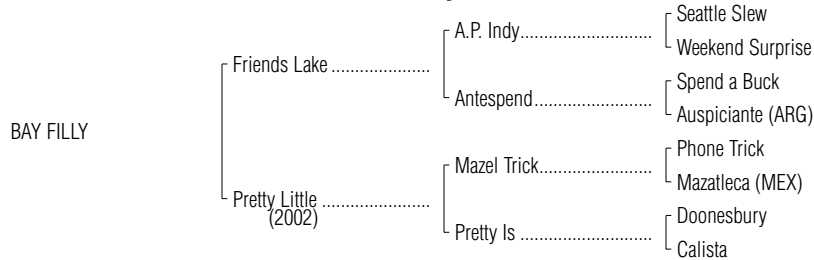 Seattle Slew
A.P. Indy........................................
Weekend Surprise
Friends Lake .....................
Spend a Buck
Antespend.....................................
Auspiciante (ARG)
BAY FILLY
Phone Trick
Mazel Trick....................................
Mazatleca (MEX)
Pretty Little .......................
(2002)
Doonesbury
Pretty Is ........................................
Calista